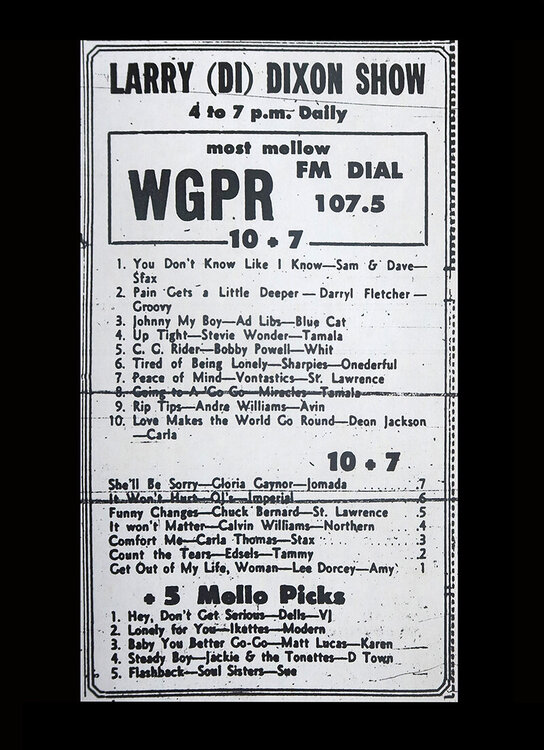 LARRY (DI) DIXON SHOW
4 to 7 p.m. Daily
most mellow
WGPR FM DIAL
107.5
10 + 7
1. You Don't Know Like I Know—Sam & Dave—
Sfax
2. Pain Gets a Little Deeper — Darryl Fletcher —
Groovy
3. Johnny My Boy—Ad Libs—Blue Cat
4. Up Tight—Stevie Wonder—Tamala
5. C. C. Rider—Bobby Powell—Whit
6. Tired of Being Lonely—Sharpies—Onederful
7. Peace of Mind—Vontastics—St. Lawrence
8. Going to A 'Go Go—Miracles—Tamala
9. Rip Tips—Andre Williams—Avin
10. Love Makes the World Go Round—Deon Jackson
—Carla
10 + 7
She'll Be Sorry—Gloria Gaynor—Jomada .7
It Won't Hurt—OJ's—Imperial .6
Funny Changes—Chuck Bernard—St. Lawrence .5
It won't Matter—Calvin Williams—Northern .4
Comfort Me—Carla Thomas—Stax .3
Count the Tears—Edsels—Tammy .2
Get Out of My Life, Woman—Lee Dorcey—Amy 1
+ 5 Mello Picks
1. Hey, Don't Get Serious—Dells—VJ
2. Lonely for You—Ikettes—Modern
3. Baby You Better Go-Go—Matt Lucas—Karen
4. Steady Boy—Jackie & the Tonettes—D Town
5. Flashback—Soul Sisters—Sue